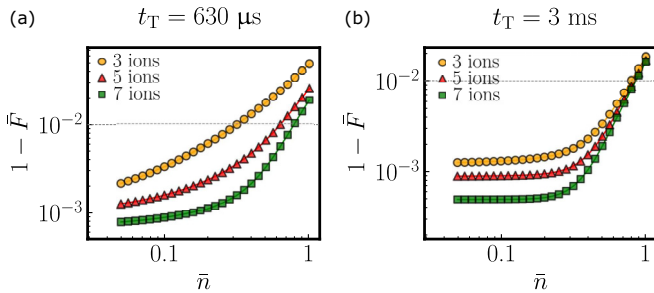 (a) t_T = 630 μs
3 ions
5 ions
7 ions
10^{-2}
10^{-3}
1 − F̄
0.1 1
n̄
(b) t_T = 3 ms
3 ions
5 ions
7 ions
10^{-2}
10^{-3}
1 − F̄
0.1 1
n̄